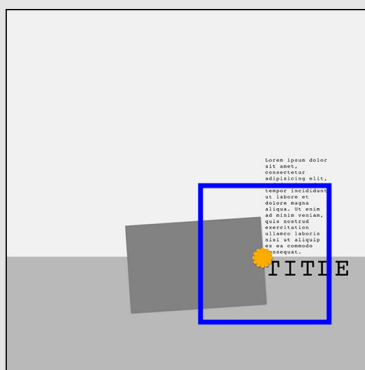 Lorem ipsum dolor
sit amet,
consectetur
adipisicing elit,
tempor incididunt
ut labore et
dolore magna
aliqua. Ut enim
ad minim veniam,
quis nostrud
exercitation
ullamco laboris
nisi ut aliquip
ex ea commodo
consequat.
TITLE